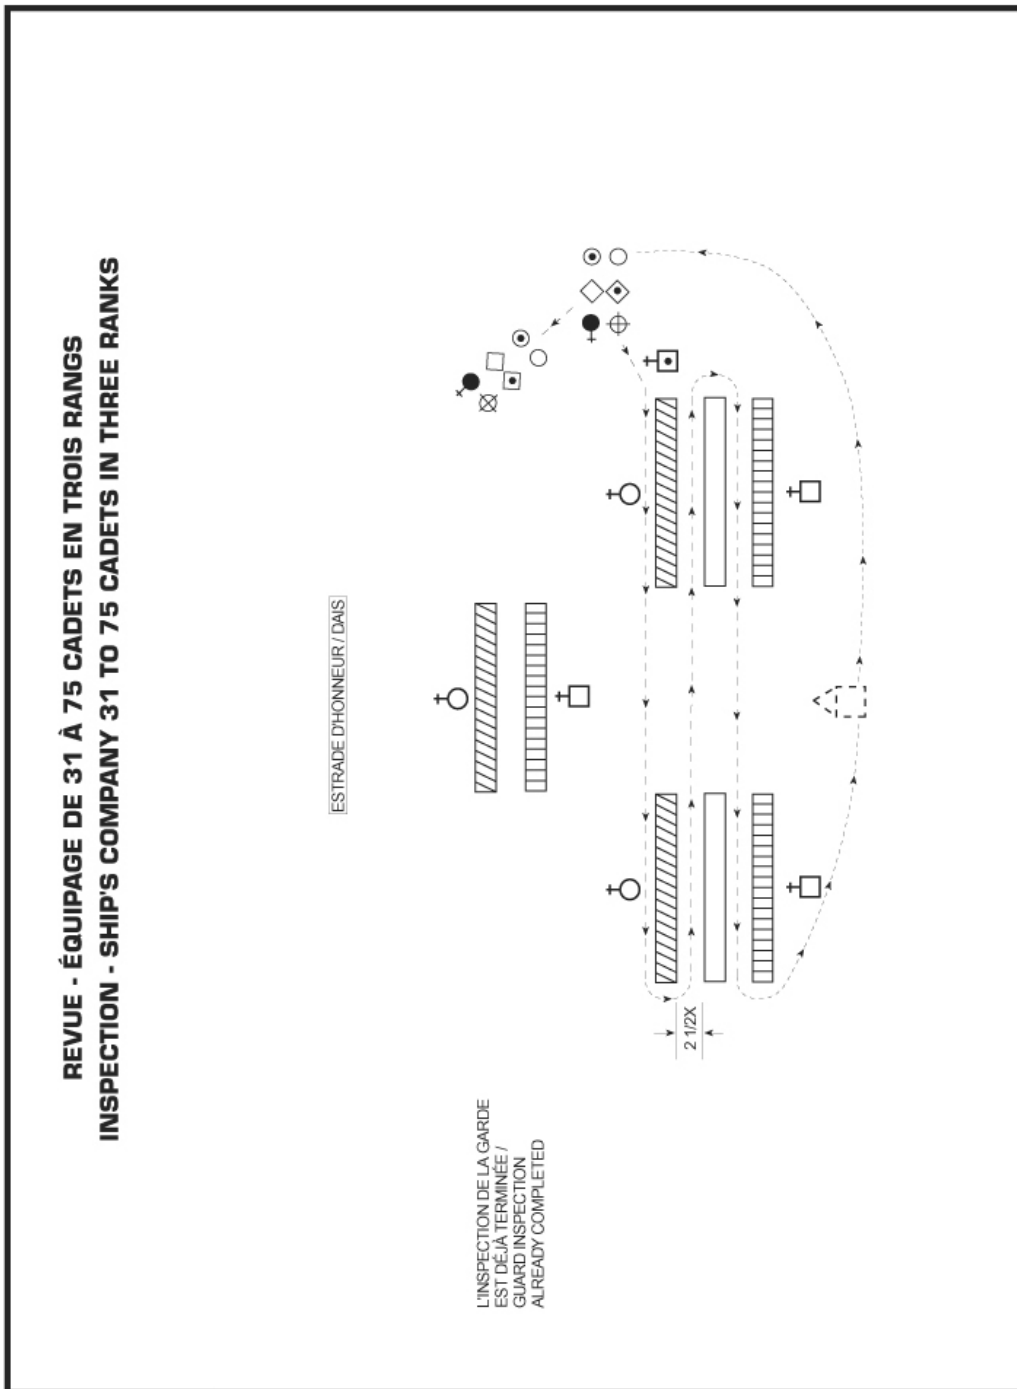 REVUE - ÉQUIPAGE DE 31 À 75 CADETS EN TROIS RANGS
INSPECTION - SHIP'S COMPANY 31 TO 75 CADETS IN THREE RANKS
ESTRADE D'HONNEUR / DAIS
L'INSPECTION DE LA GARDE
EST DÉJÀ TERMINÉE /
GUARD INSPECTION
ALREADY COMPLETED
2 1/2X